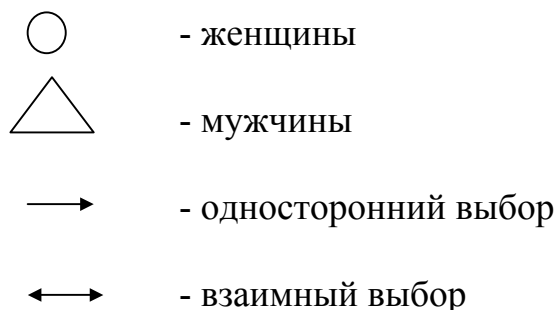 - женщины
- мужчины
- односторонний выбор
- взаимный выбор